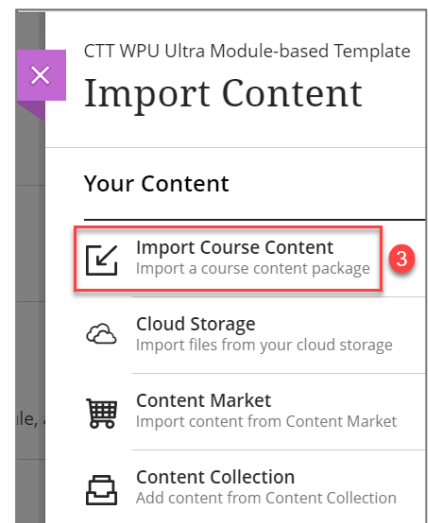 CTT WPU Ultra Module-based Template
Import Content
Your Content
Import Course Content
Import a course content package
3
Cloud Storage
Import files from your cloud storage
Content Market
Import content from Content Market
Content Collection
Add content from Content Collection